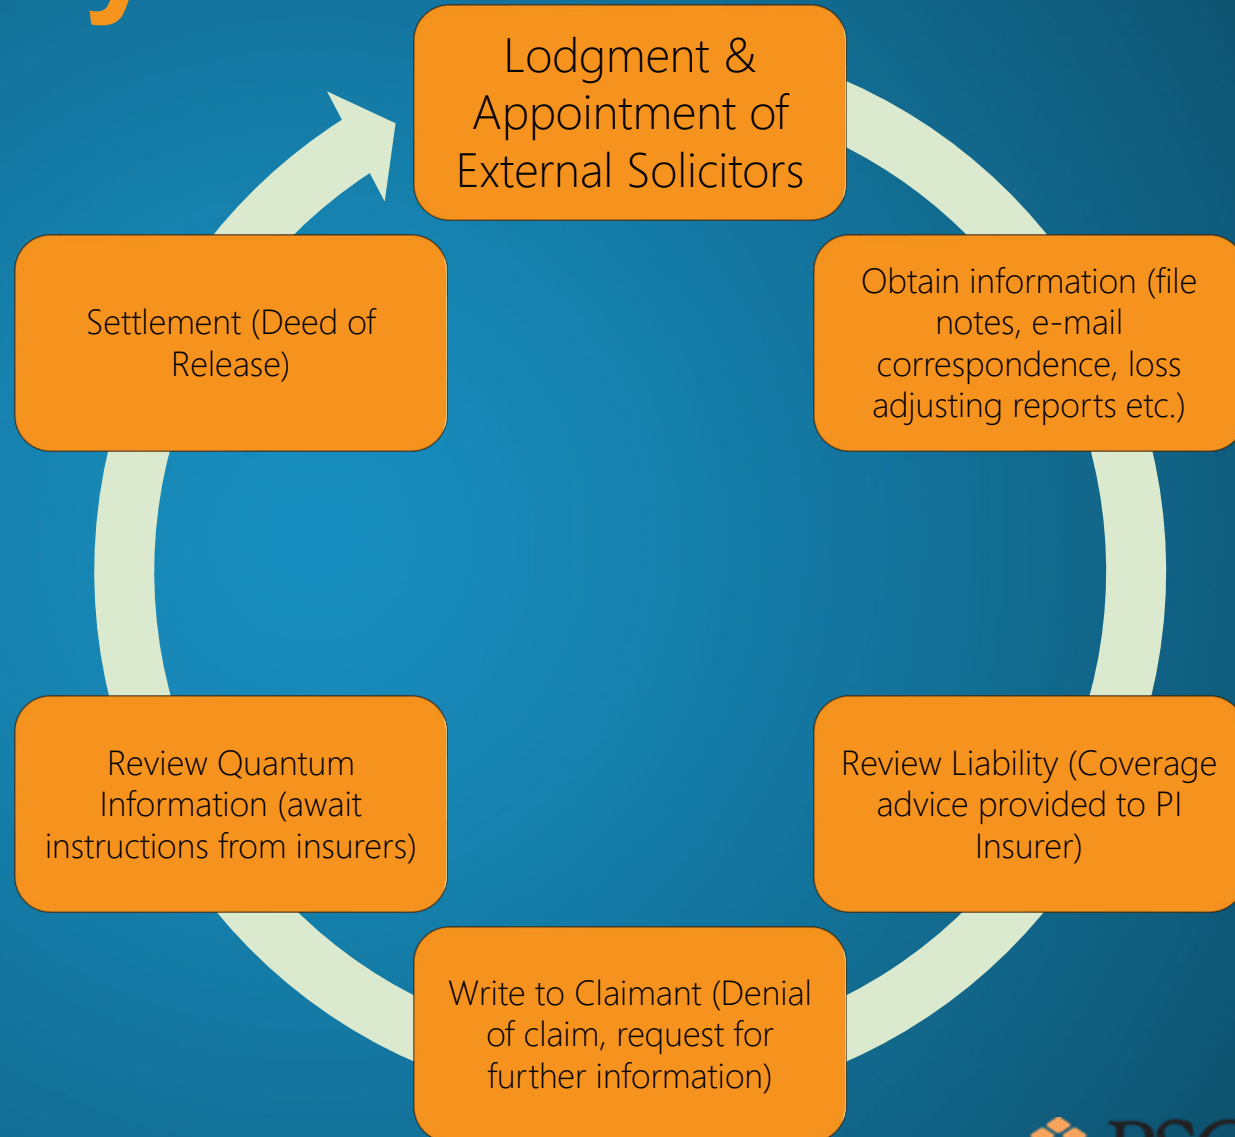 Lodgment &
Appointment of
External Solicitors
Obtain information (file
notes, e-mail
correspondence, loss
adjusting reports etc.)
Review Liability (Coverage
advice provided to PI
Insurer)
Write to Claimant (Denial
of claim, request for
further information)
Review Quantum
Information (await
instructions from insurers)
Settlement (Deed of
Release)